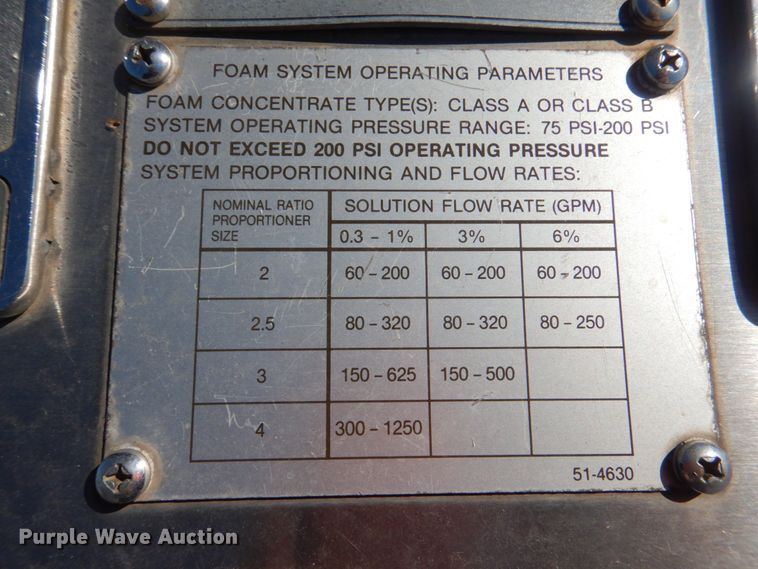 FOAM SYSTEM OPERATING PARAMETERS
FOAM CONCENTRATE TYPE(S): CLASS A OR CLASS B
SYSTEM OPERATING PRESSURE RANGE: 75 PSI-200 PSI
DO NOT EXCEED 200 PSI OPERATING PRESSURE
SYSTEM PROPORTIONING AND FLOW RATES:
NOMINAL RATIO
PROPORTIONER
SIZE
SOLUTION FLOW RATE (GPM)
0.3 – 1% 3% 6%
2 60 – 200 60 – 200 60 – 200
2.5 80 – 320 80 – 320 80 – 250
3 150 – 625 150 – 500
4 300 – 1250
51-4630
Purple Wave Auction